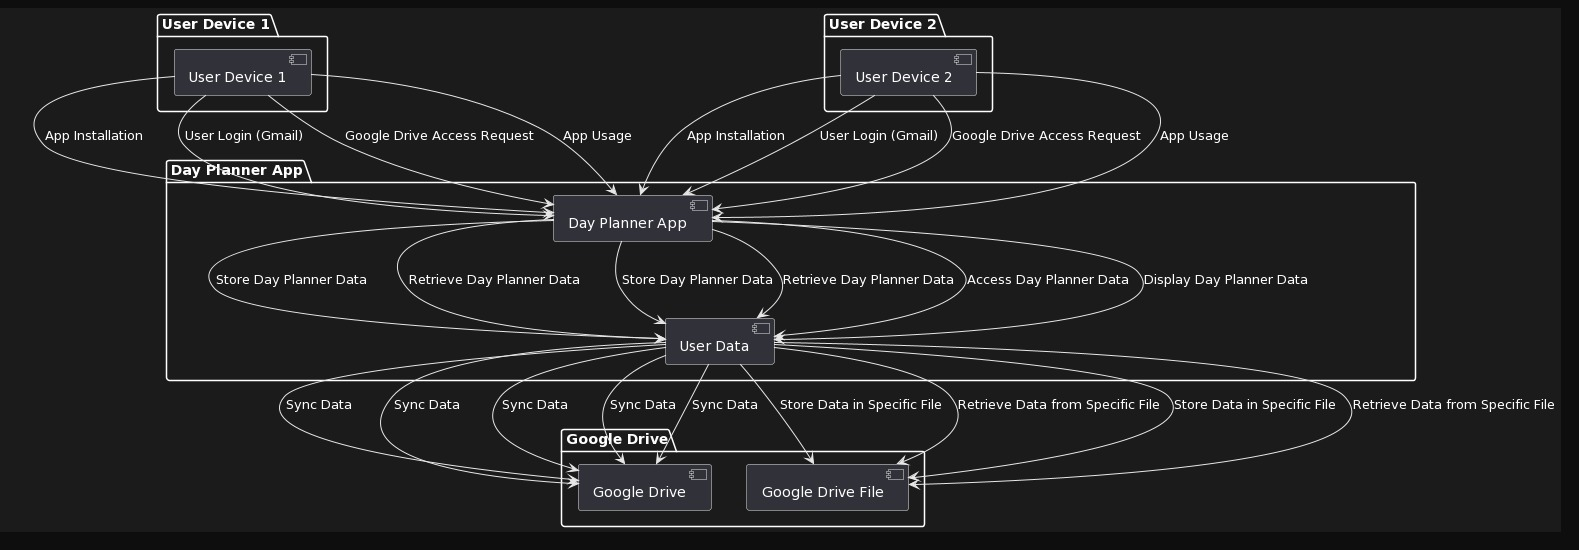 User Device 1
User Device 2
User Device 1
User Device 2
App Installation
User Login (Gmail)
Google Drive Access Request
App Usage
App Installation
User Login (Gmail)
Google Drive Access Request
App Usage
Day Planner App
Day Planner App
Store Day Planner Data
Retrieve Day Planner Data
Store Day Planner Data
Retrieve Day Planner Data
Access Day Planner Data
Display Day Planner Data
User Data
Sync Data
Sync Data
Sync Data
Sync Data
Sync Data
Store Data in Specific File
Retrieve Data from Specific File
Store Data in Specific File
Retrieve Data from Specific File
Google Drive
Google Drive
Google Drive File